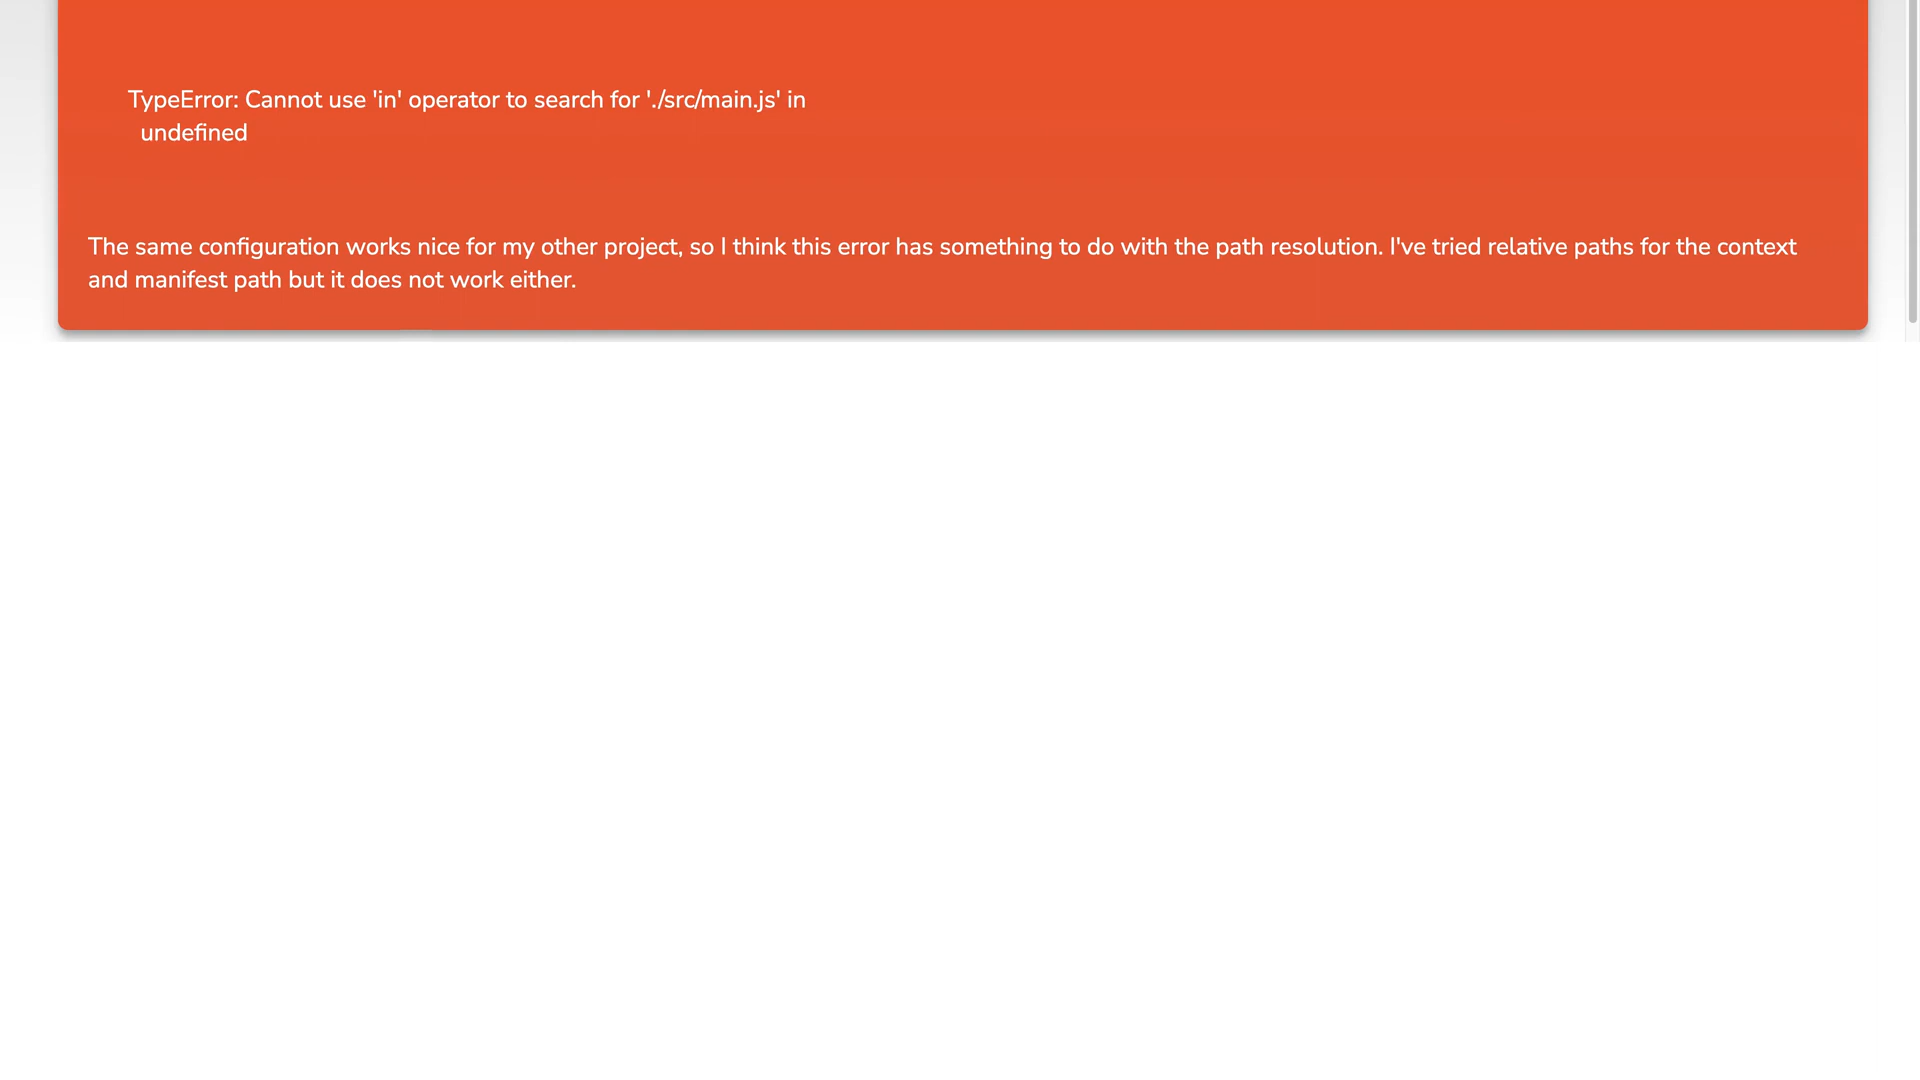 TypeError: Cannot use 'in' operator to search for './src/main.js' in
undefined
The same configuration works nice for my other project, so I think this error has something to do with the path resolution. I've tried relative paths for the context
and manifest path but it does not work either.